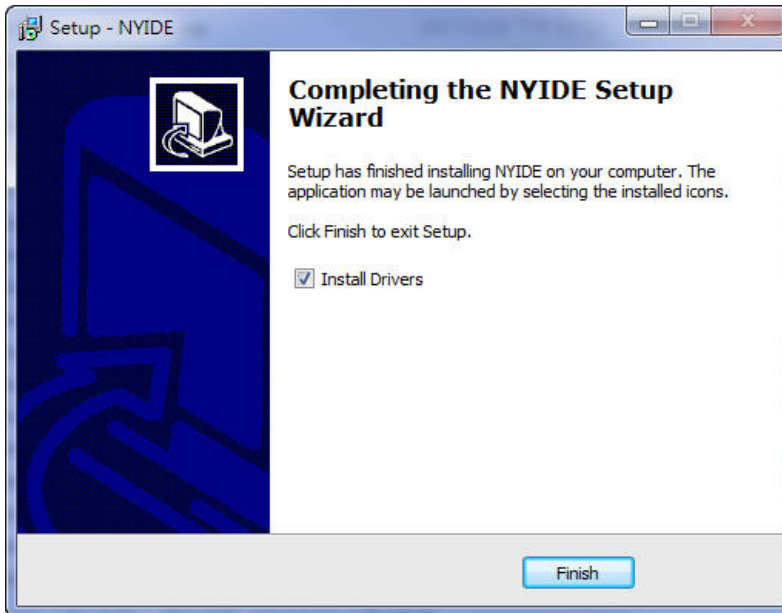 Setup - NYIDE
Completing the NYIDE Setup
Wizard
Setup has finished installing NYIDE on your computer. The
application may be launched by selecting the installed icons.
Click Finish to exit Setup.
Install Drivers
Finish